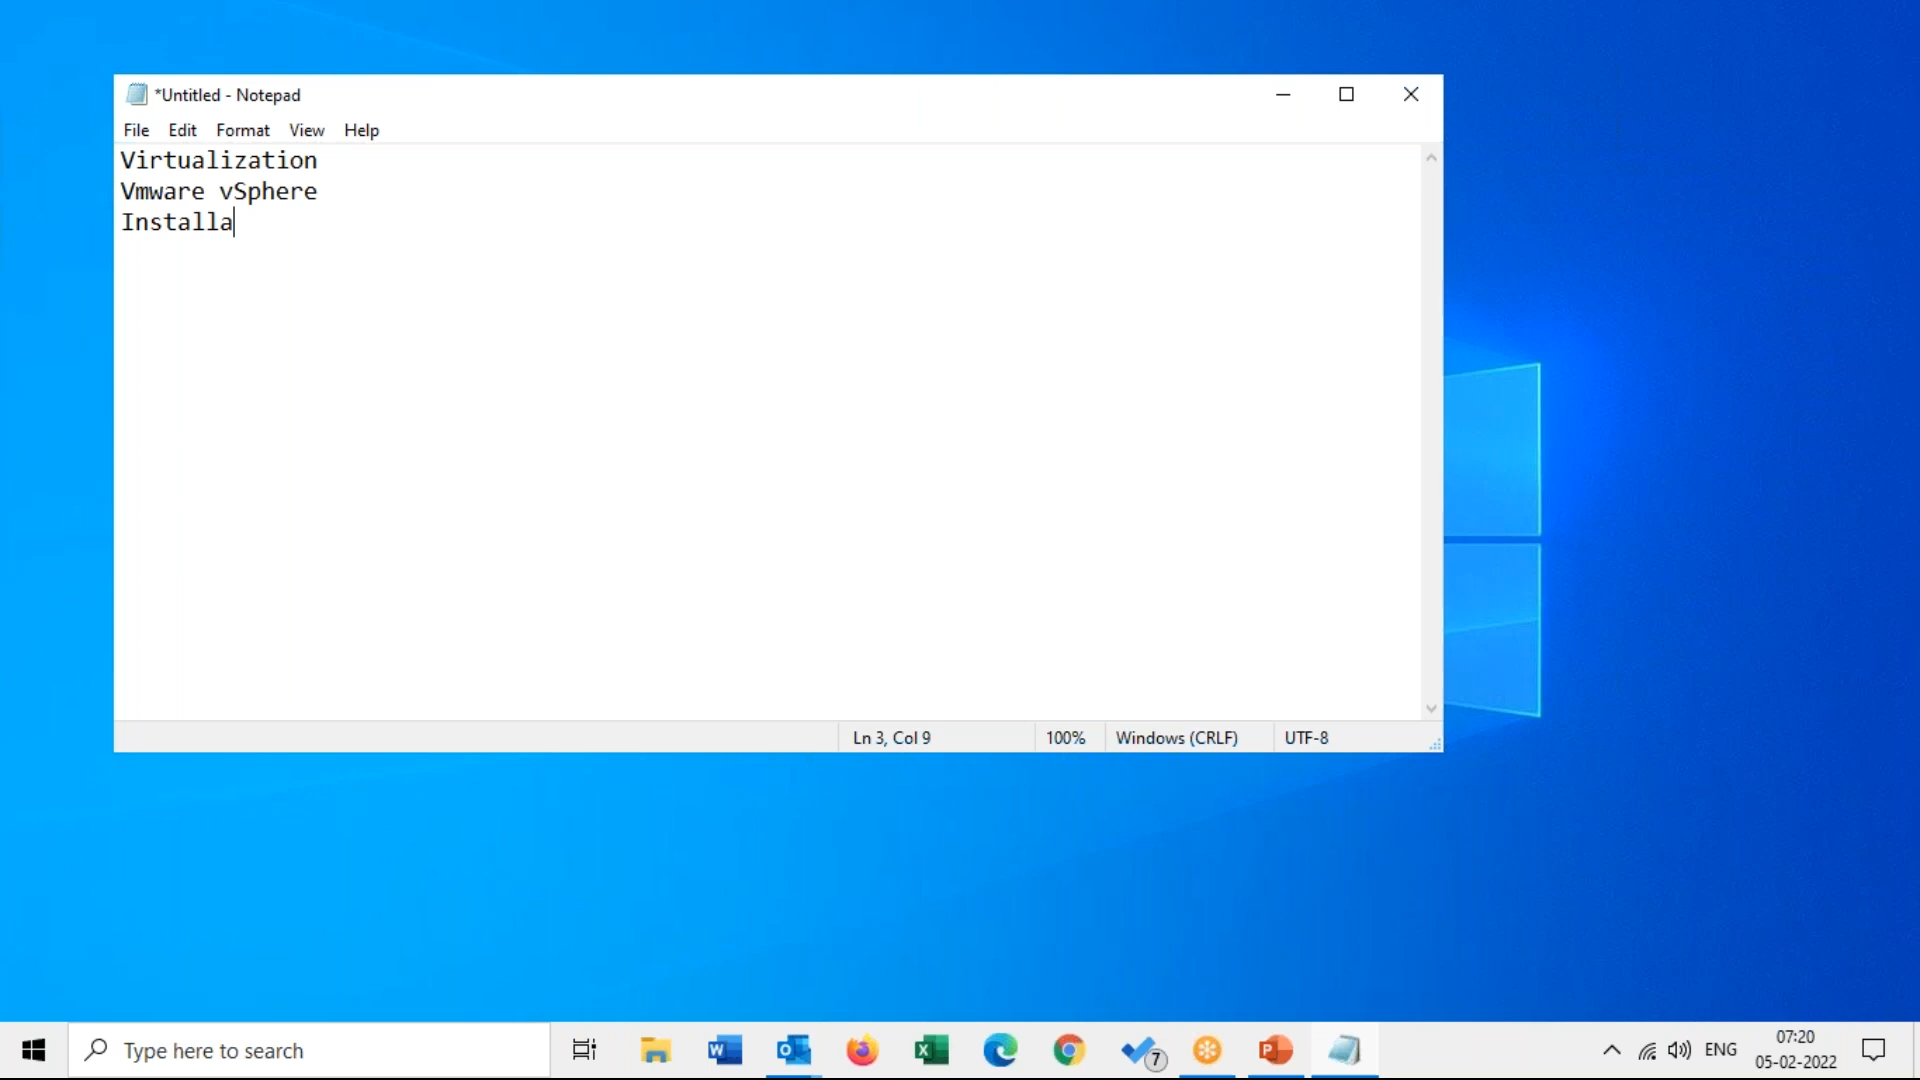 *Untitled - Notepad
File Edit Format View Help
Virtualization
Vmware vSphere
Installa
Ln 3, Col 9 100% Windows (CRLF) UTF-8
Type here to search
7
ENG
07:20
05-02-2022